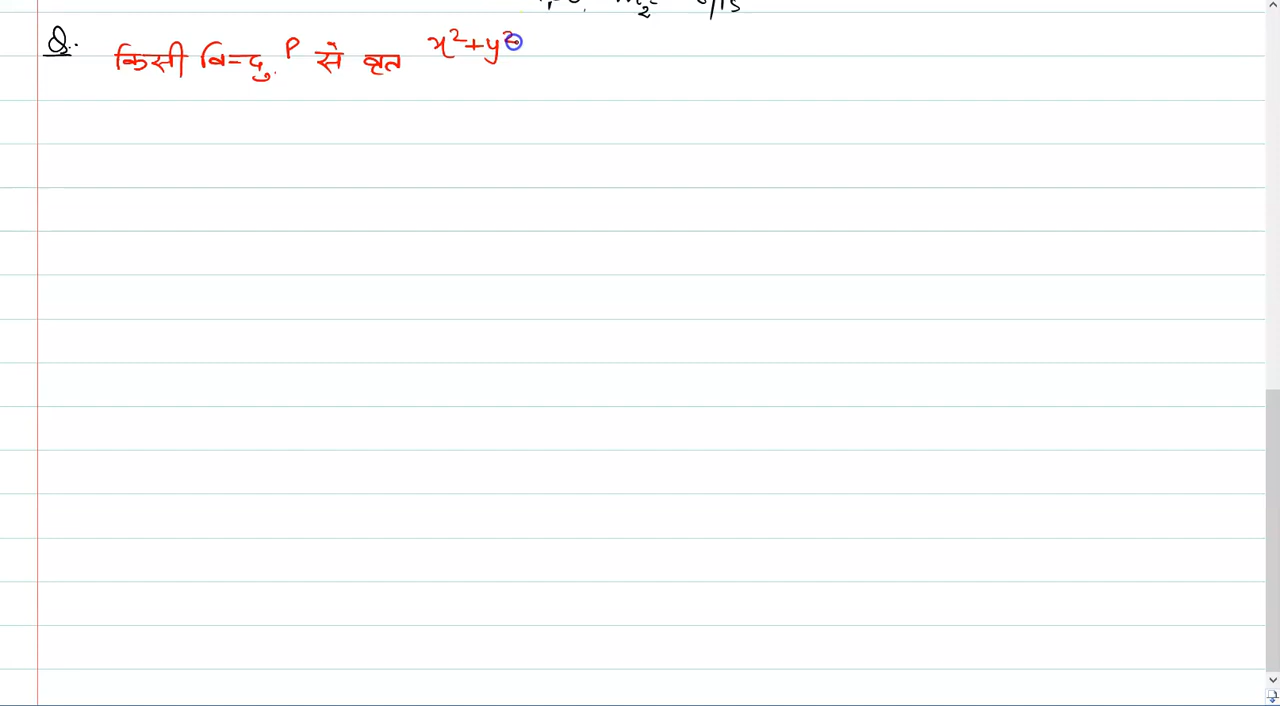 Q. किसी बिन्दु P से वृत x²+y²